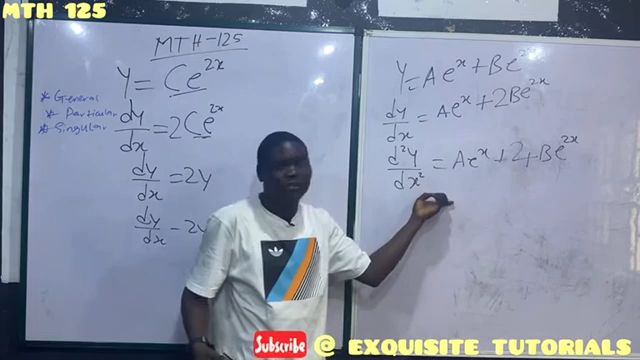 MTH 125
MTH-125
Y = Ce^2x
* General
* Particular
* Singular
dy/dx = 2Ce^2x
dy/dx = 2y
dy/dx - 2y
Y = Ae^x + Be^2x
dy/dx = Ae^x + 2Be^2x
d²y/dx² = Ae^x + 2+Be^2x
Subscribe @ EXQUISITE TUTORIALS